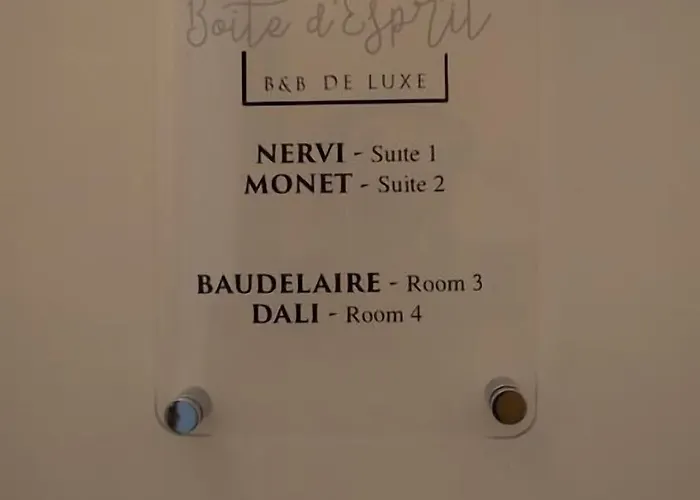 Boite d'Esprit
B&B DE LUXE
NERVI - Suite 1
MONET - Suite 2
BAUDELAIRE - Room 3
DALI - Room 4